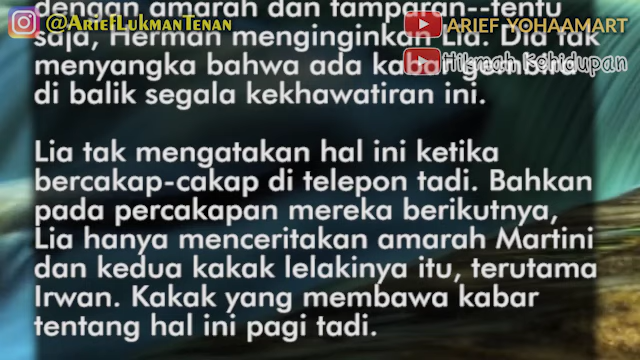 dengan amarah dan tamparan--tentu
@AriefLukmanTenan
ARIEF YOHAAMART
saja, Herman menginginkan Lia. Dia tak
menyangka bahwa ada kabar gembira
Hikmah Kehidupan
di balik segala kekhawatiran ini.
Lia tak mengatakan hal ini ketika
bercakap-cakap di telepon tadi. Bahkan
pada percakapan mereka berikutnya,
Lia hanya menceritakan amarah Martini
dan kedua kakak lelakinya itu, terutama
Irwan. Kakak yang membawa kabar
tentang hal ini pagi tadi.